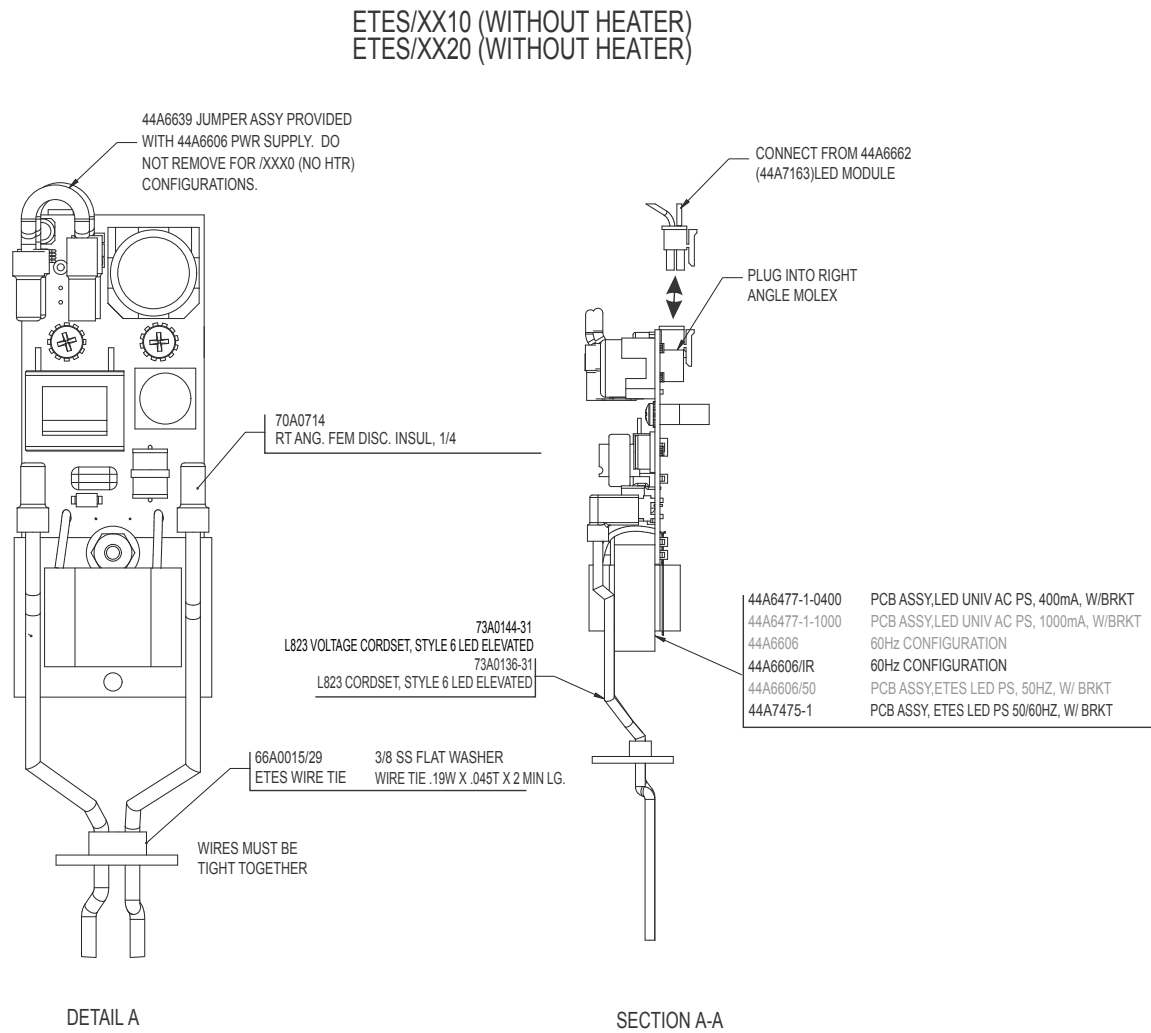 ETES/XX10 (WITHOUT HEATER)
ETES/XX20 (WITHOUT HEATER)
44A6639 JUMPER ASSY PROVIDED
WITH 44A6606 PWR SUPPLY. DO
NOT REMOVE FOR /XXX0 (NO HTR)
CONFIGURATIONS.
CONNECT FROM 44A6662
(44A7163)LED MODULE
PLUG INTO RIGHT
ANGLE MOLEX
70A0714
RT ANG. FEM DISC. INSUL, 1/4
73A0144-31
L823 VOLTAGE CORDSET, STYLE 6 LED ELEVATED
73A0136-31
L823 CORDSET, STYLE 6 LED ELEVATED
44A6477-1-0400 PCB ASSY,LED UNIV AC PS, 400mA, W/BRKT
44A6477-1-1000 PCB ASSY,LED UNIV AC PS, 1000mA, W/BRKT
44A6606 60Hz CONFIGURATION
44A6606/IR 60Hz CONFIGURATION
44A6606/50 PCB ASSY,ETES LED PS, 50HZ, W/ BRKT
44A7475-1 PCB ASSY, ETES LED PS 50/60HZ, W/ BRKT
66A0015/29 3/8 SS FLAT WASHER
ETES WIRE TIE WIRE TIE .19W X .045T X 2 MIN LG.
WIRES MUST BE
TIGHT TOGETHER
DETAIL A
SECTION A-A